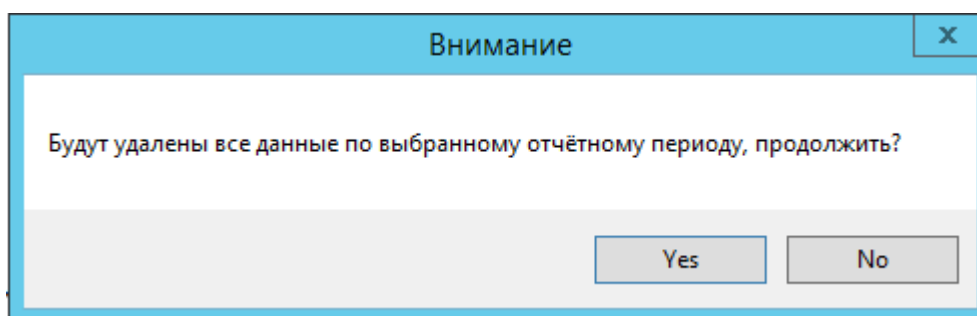 Внимание
x
Будут удалены все данные по выбранному отчётному периоду, продолжить?
Yes No